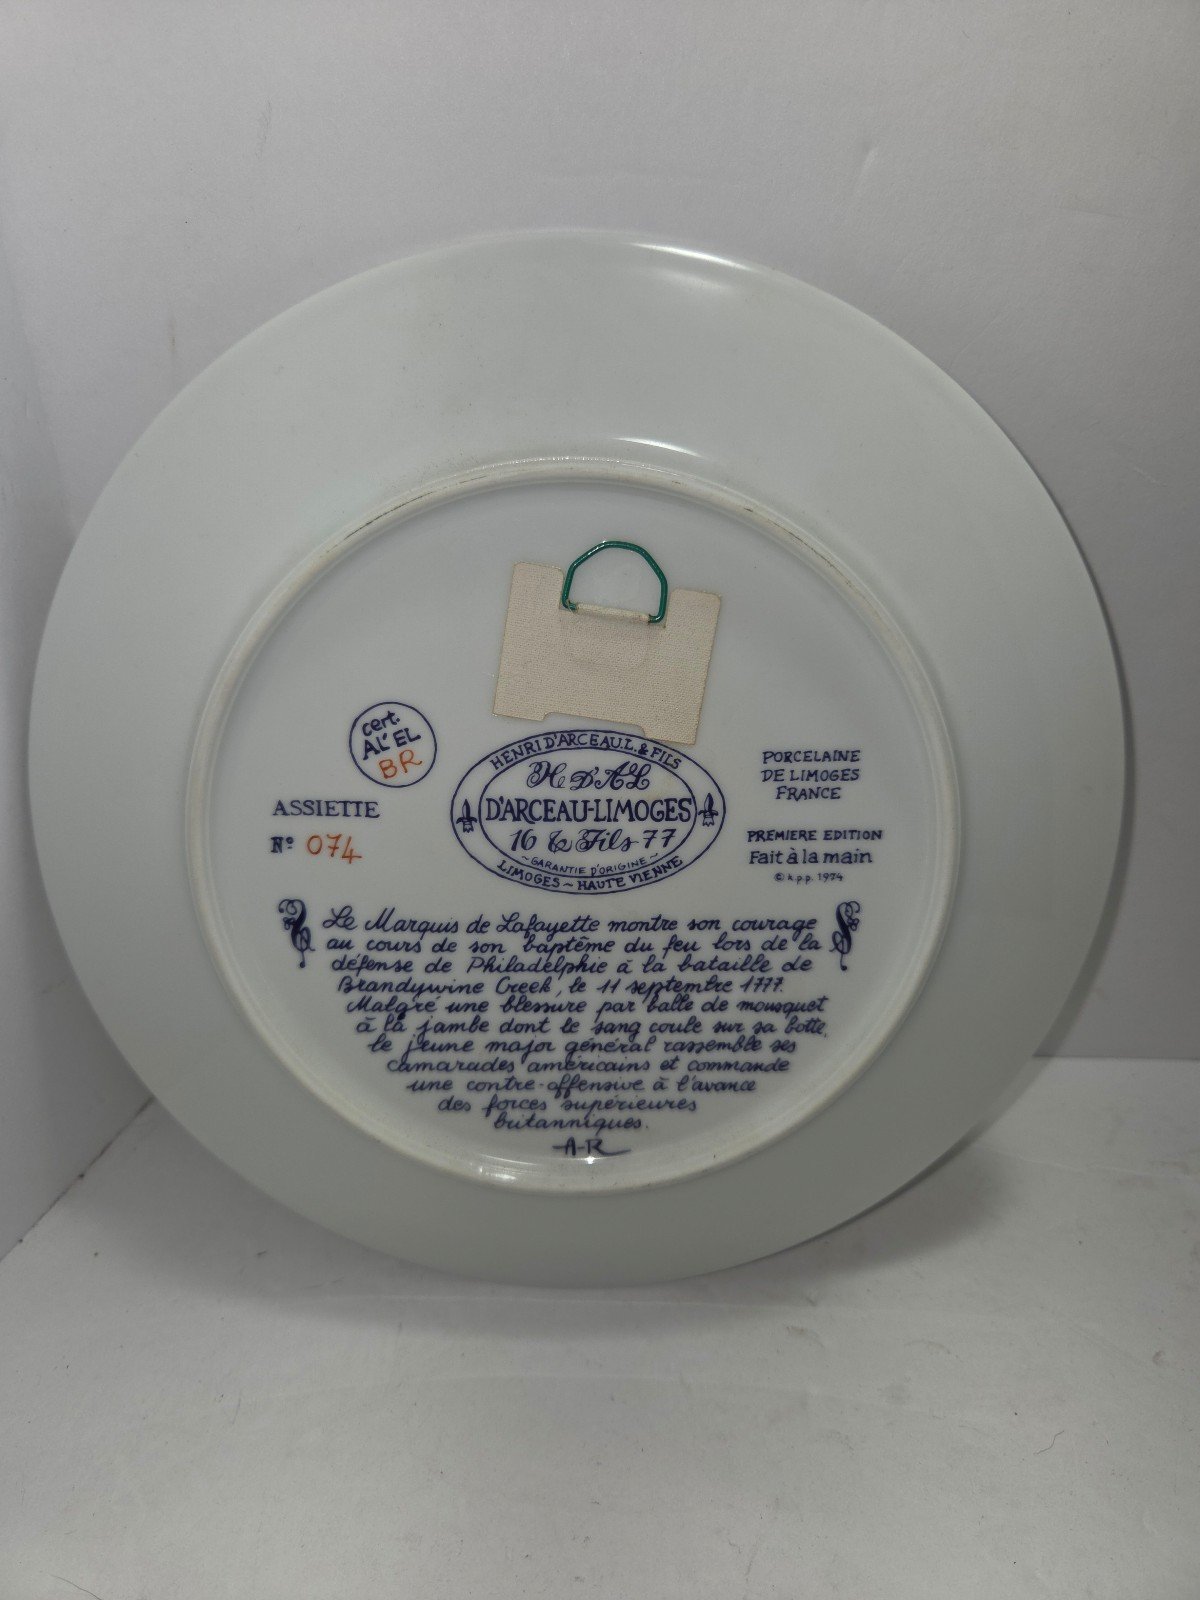 cert.
AL'EL
BR
ASSIETTE
Nº 074
HENRI D'ARCEAU L. & FILS
H D'AL
D'ARCEAU-LIMOGES
16 & Fils 77
~GARANTIE D'ORIGINE~
LIMOGES ~ HAUTE VIENNE
PORCELAINE
DE LIMOGES
FRANCE
PREMIERE EDITION
Fait à la main
© k.p.p. 1974
Le Marquis de Lafayette montre son courage
au cours de son baptême du feu lors de la
défense de Philadelphie à la bataille de
Brandywine Creek, le 11 septembre 1777.
Malgré une blessure par balle de mousquet
à la jambe dont le sang coule sur sa botte,
le jeune major général rassemble ses
camarades américains et commande
une contre-offensive à l'avance
des forces supérieures
britanniques.
A-R